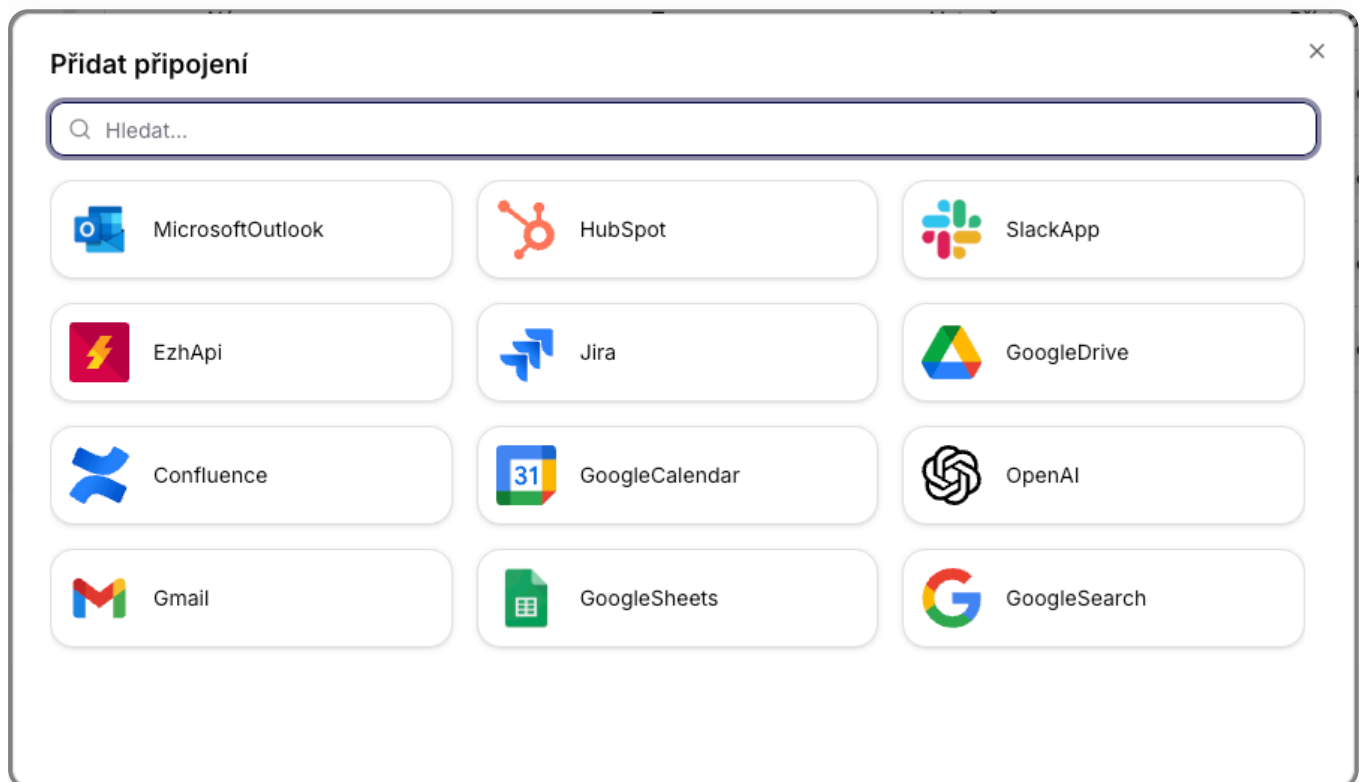 Přidat připojení
Hledat...
MicrosoftOutlook
HubSpot
SlackApp
EzhApi
Jira
GoogleDrive
Confluence
31
GoogleCalendar
OpenAI
Gmail
GoogleSheets
GoogleSearch